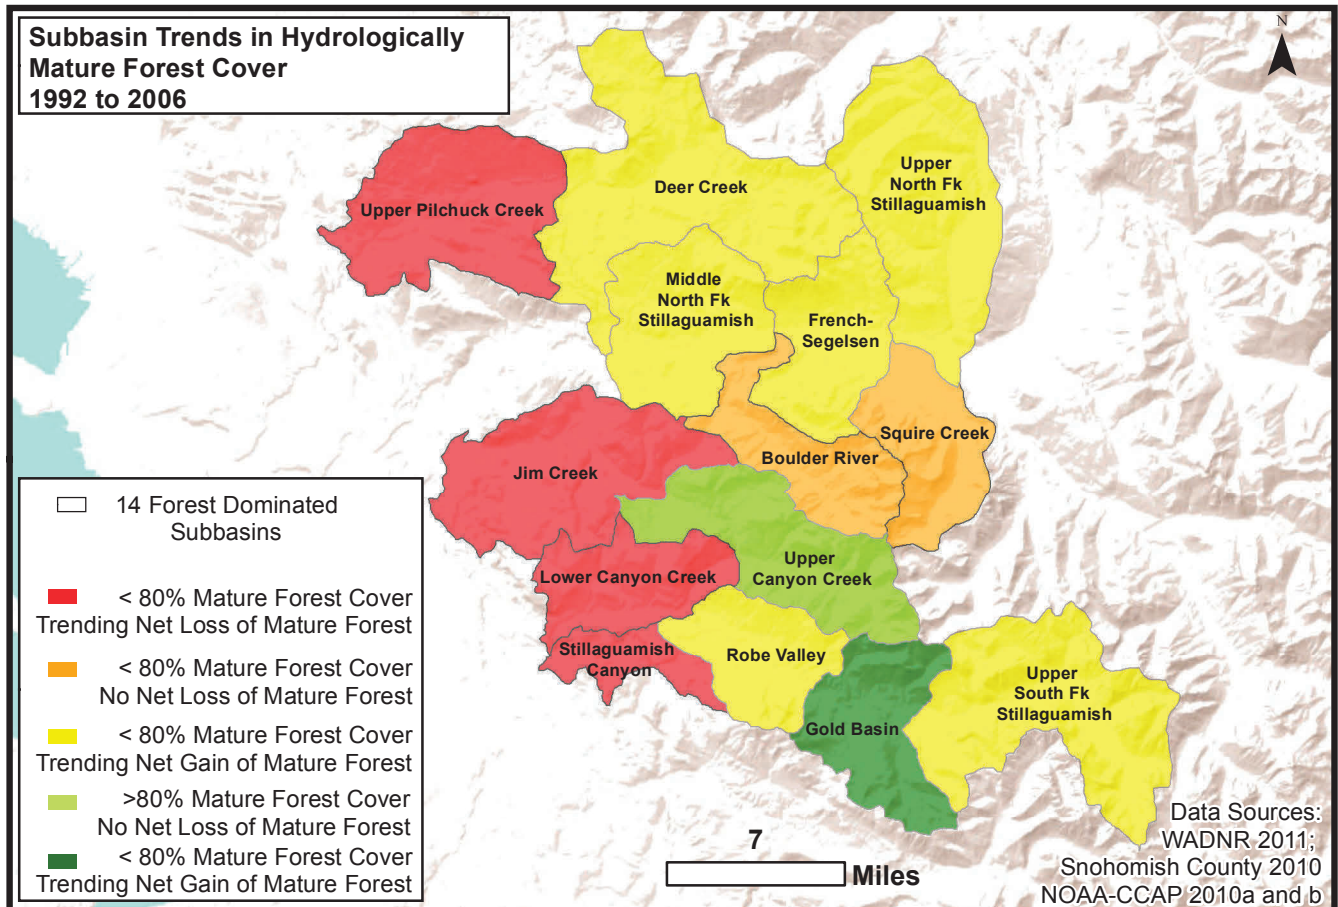 Subbasin Trends in Hydrologically
Mature Forest Cover
1992 to 2006
N
Upper
North Fk
Stillaguamish
Deer Creek
Upper Pilchuck Creek
Middle
North Fk
Stillaguamish
French-
Segelsen
Squire Creek
Boulder River
Jim Creek
Upper
Canyon Creek
Lower Canyon Creek
Stillaguamish
Canyon
Robe Valley
Gold Basin
Upper
South Fk
Stillaguamish
14 Forest Dominated
Subbasins
< 80% Mature Forest Cover
Trending Net Loss of Mature Forest
< 80% Mature Forest Cover
No Net Loss of Mature Forest
< 80% Mature Forest Cover
Trending Net Gain of Mature Forest
>80% Mature Forest Cover
No Net Loss of Mature Forest
< 80% Mature Forest Cover
Trending Net Gain of Mature Forest
7
Miles
Data Sources:
WADNR 2011;
Snohomish County 2010
NOAA-CCAP 2010a and b